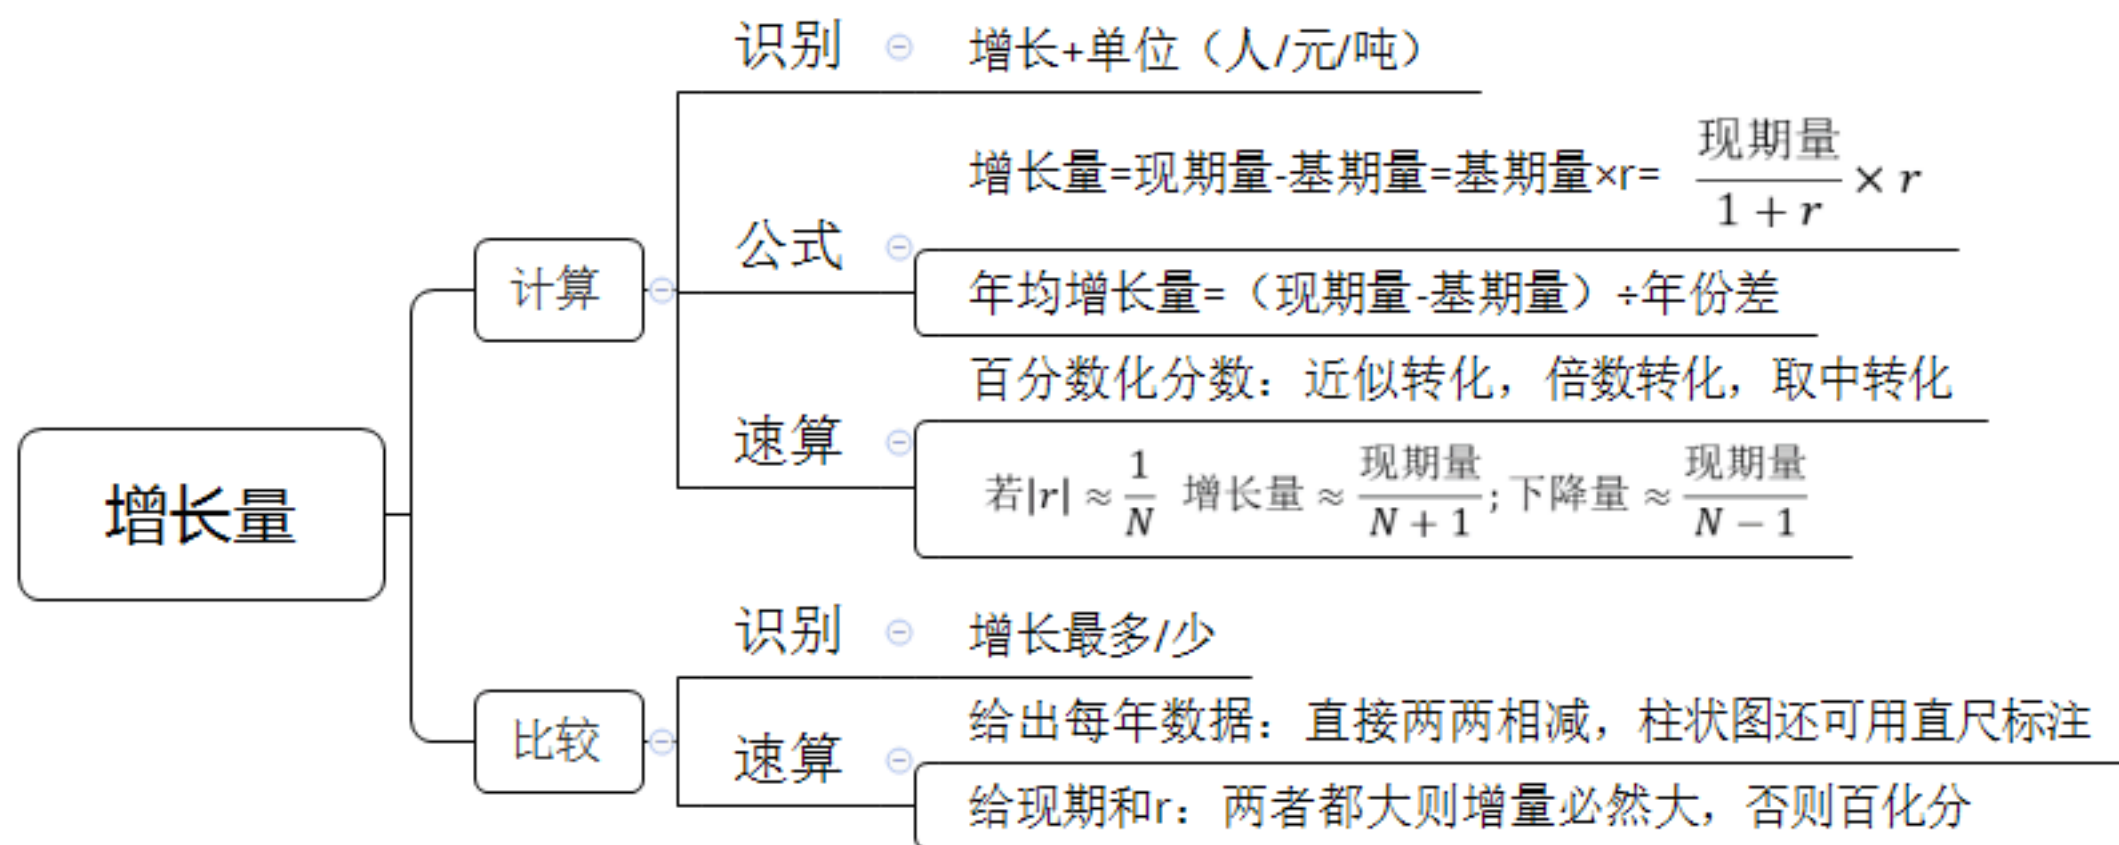 增长量
计算
识别
增长+单位（人/元/吨）
公式
增长量=现期量-基期量=基期量×r= 现期量/(1+r) × r
年均增长量=（现期量-基期量）÷年份差
速算
百分数化分数：近似转化，倍数转化，取中转化
若|r|≈1/N 增长量≈现期量/(N+1);下降量≈现期量/(N−1)
比较
识别
增长最多/少
速算
给出每年数据：直接两两相减，柱状图还可用直尺标注
给现期和r：两者都大则增量必然大，否则百化分